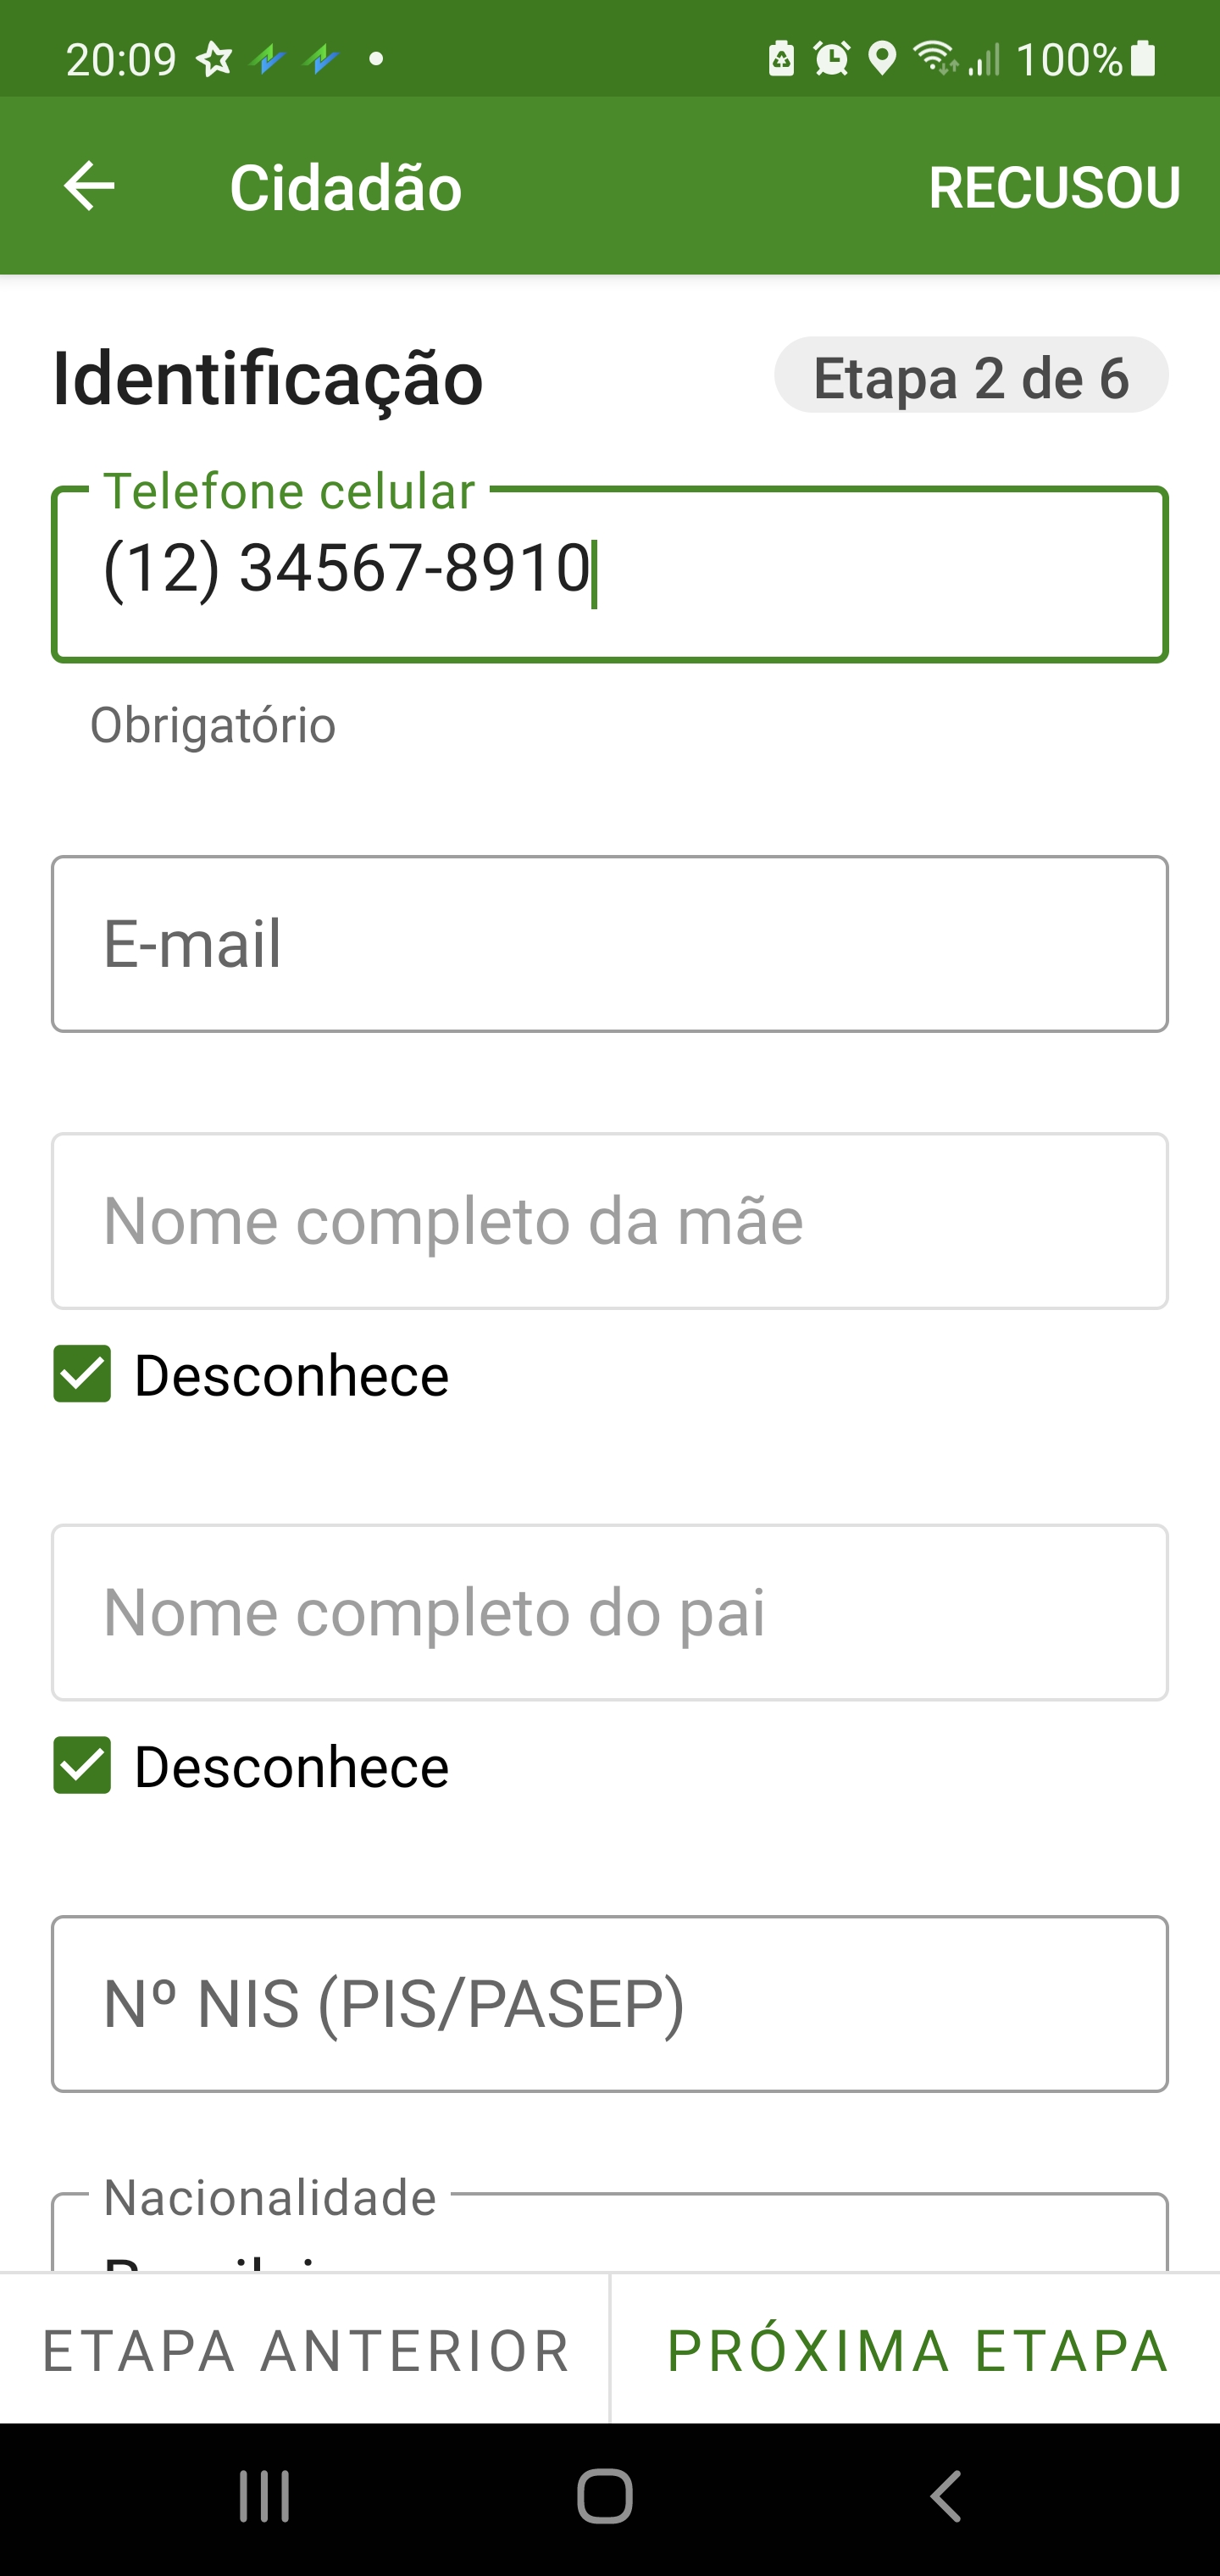 20:09
100%
Cidadão
RECUSOU
Identificação
Etapa 2 de 6
Telefone celular
(12) 34567-8910
Obrigatório
E-mail
Nome completo da mãe
Desconhece
Nome completo do pai
Desconhece
Nº NIS (PIS/PASEP)
Nacionalidade
ETAPA ANTERIOR
PRÓXIMA ETAPA